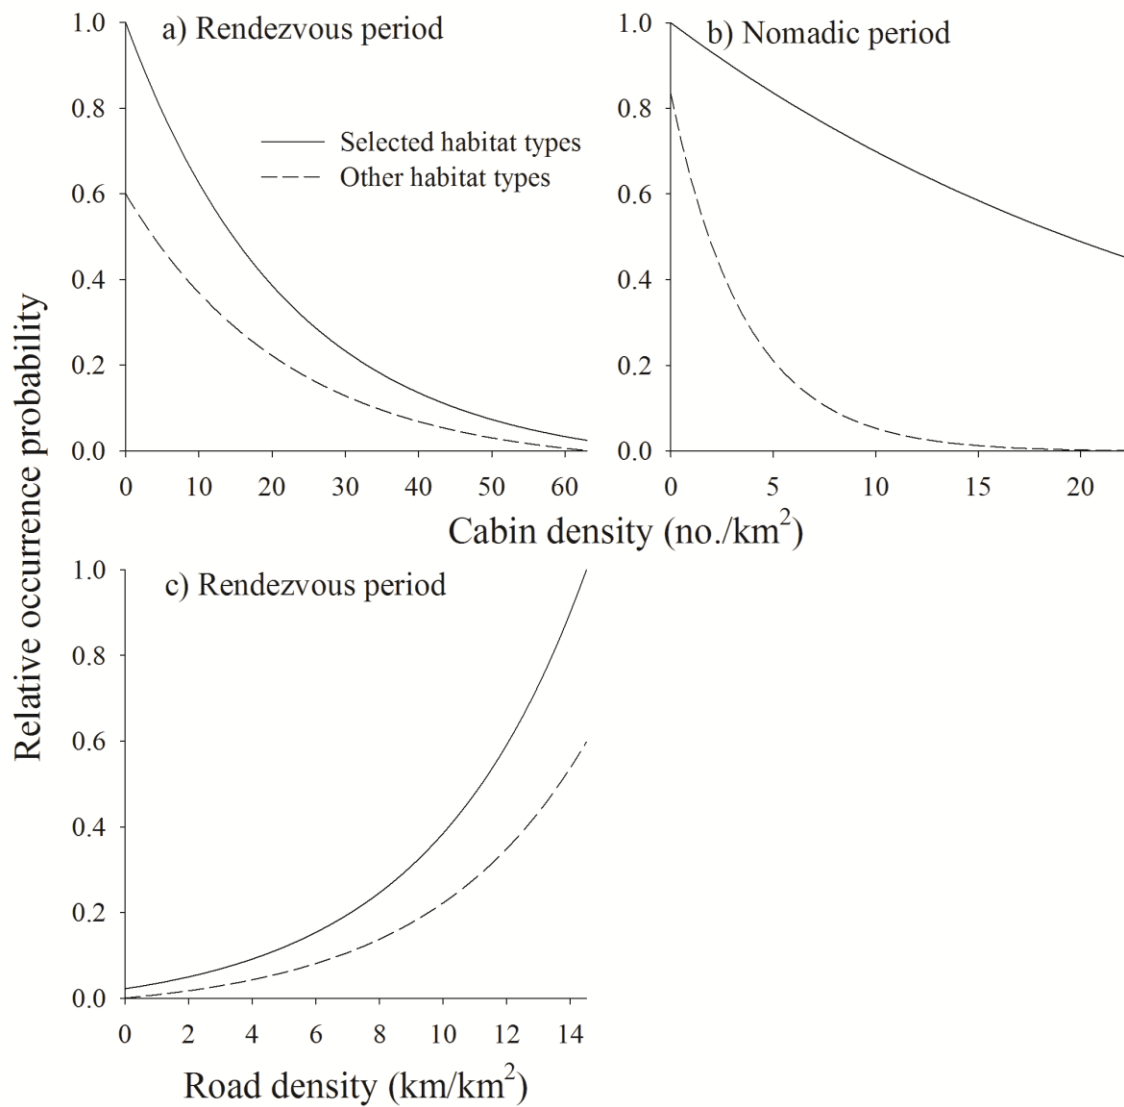 a) Rendezvous period
1.0
0.8
0.6
0.4
0.2
0.0
Selected habitat types
Other habitat types
0 10 20 30 40 50 60
b) Nomadic period
1.0
0.8
0.6
0.4
0.2
0.0
0 5 10 15 20
Cabin density (no./km²)
Relative occurrence probability
c) Rendezvous period
1.0
0.8
0.6
0.4
0.2
0.0
0 2 4 6 8 10 12 14
Road density (km/km²)